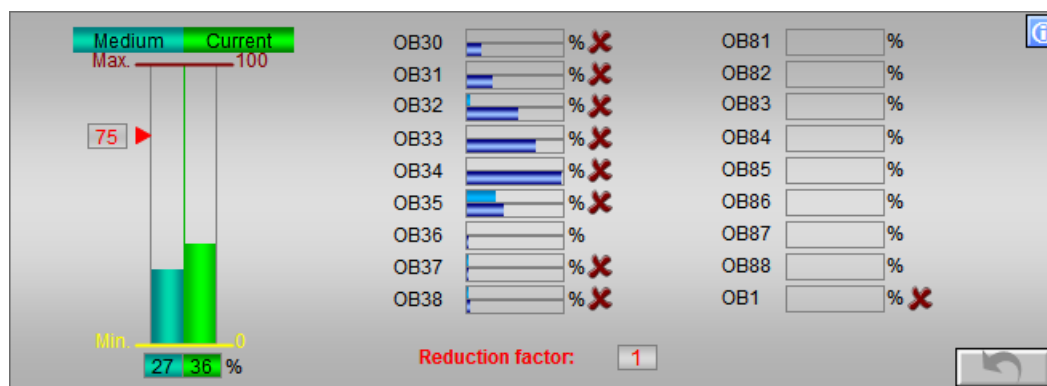 Medium Current
Max. 100
75
Min. 0
27 36 %
OB30 %
OB31 %
OB32 %
OB33 %
OB34 %
OB35 %
OB36 %
OB37 %
OB38 %
Reduction factor: 1
OB81 %
OB82 %
OB83 %
OB84 %
OB85 %
OB86 %
OB87 %
OB88 %
OB1 %